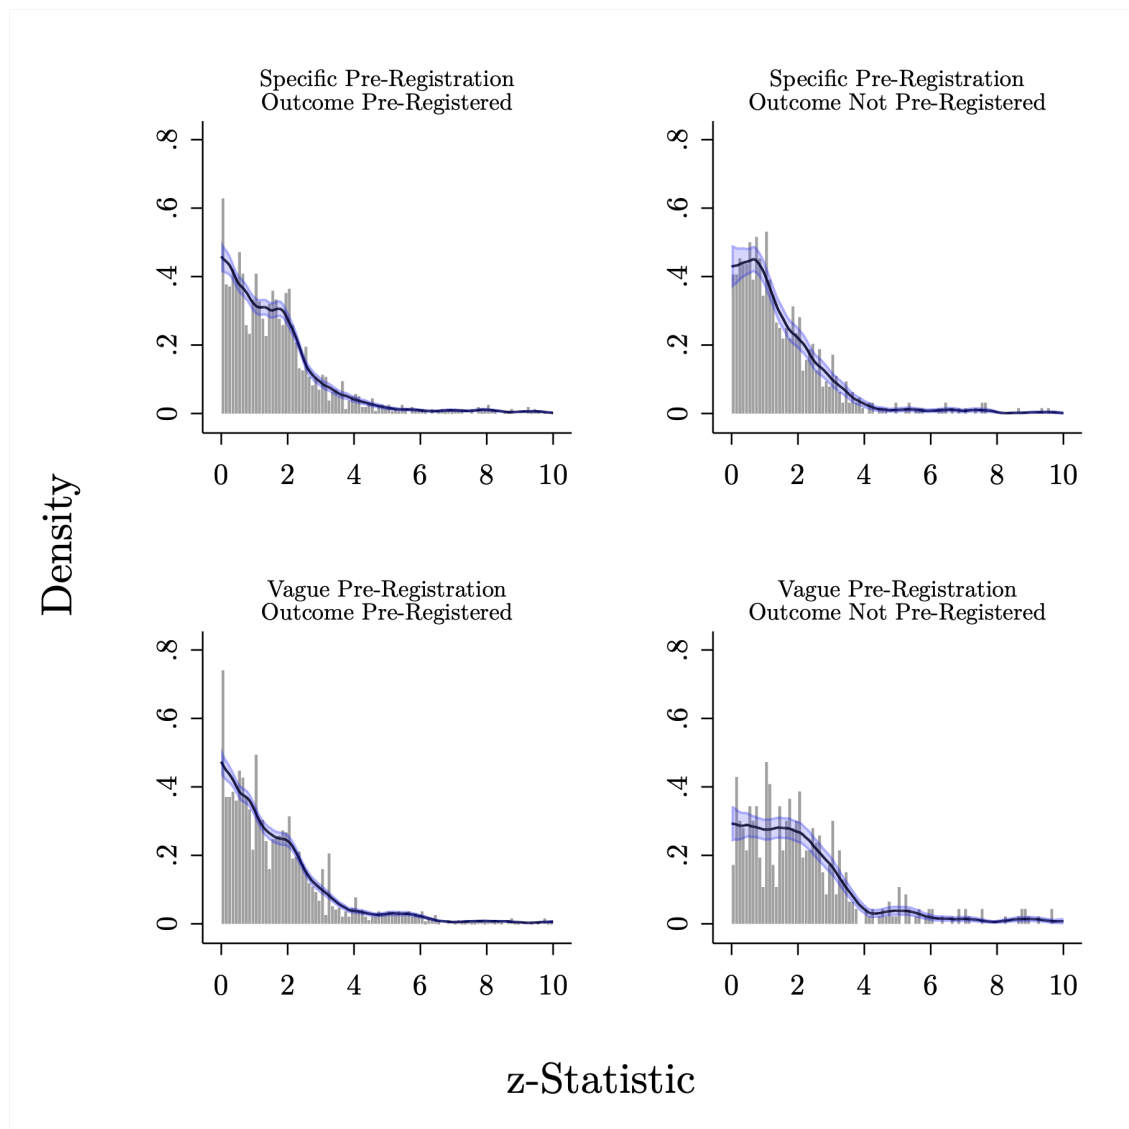 Specific Pre-Registration
Outcome Pre-Registered
.8
.6
.4
.2
0
0 2 4 6 8 10
Specific Pre-Registration
Outcome Not Pre-Registered
.8
.6
.4
.2
0
0 2 4 6 8 10
Density
Vague Pre-Registration
Outcome Pre-Registered
.8
.6
.4
.2
0
0 2 4 6 8 10
Vague Pre-Registration
Outcome Not Pre-Registered
.8
.6
.4
.2
0
0 2 4 6 8 10
z-Statistic